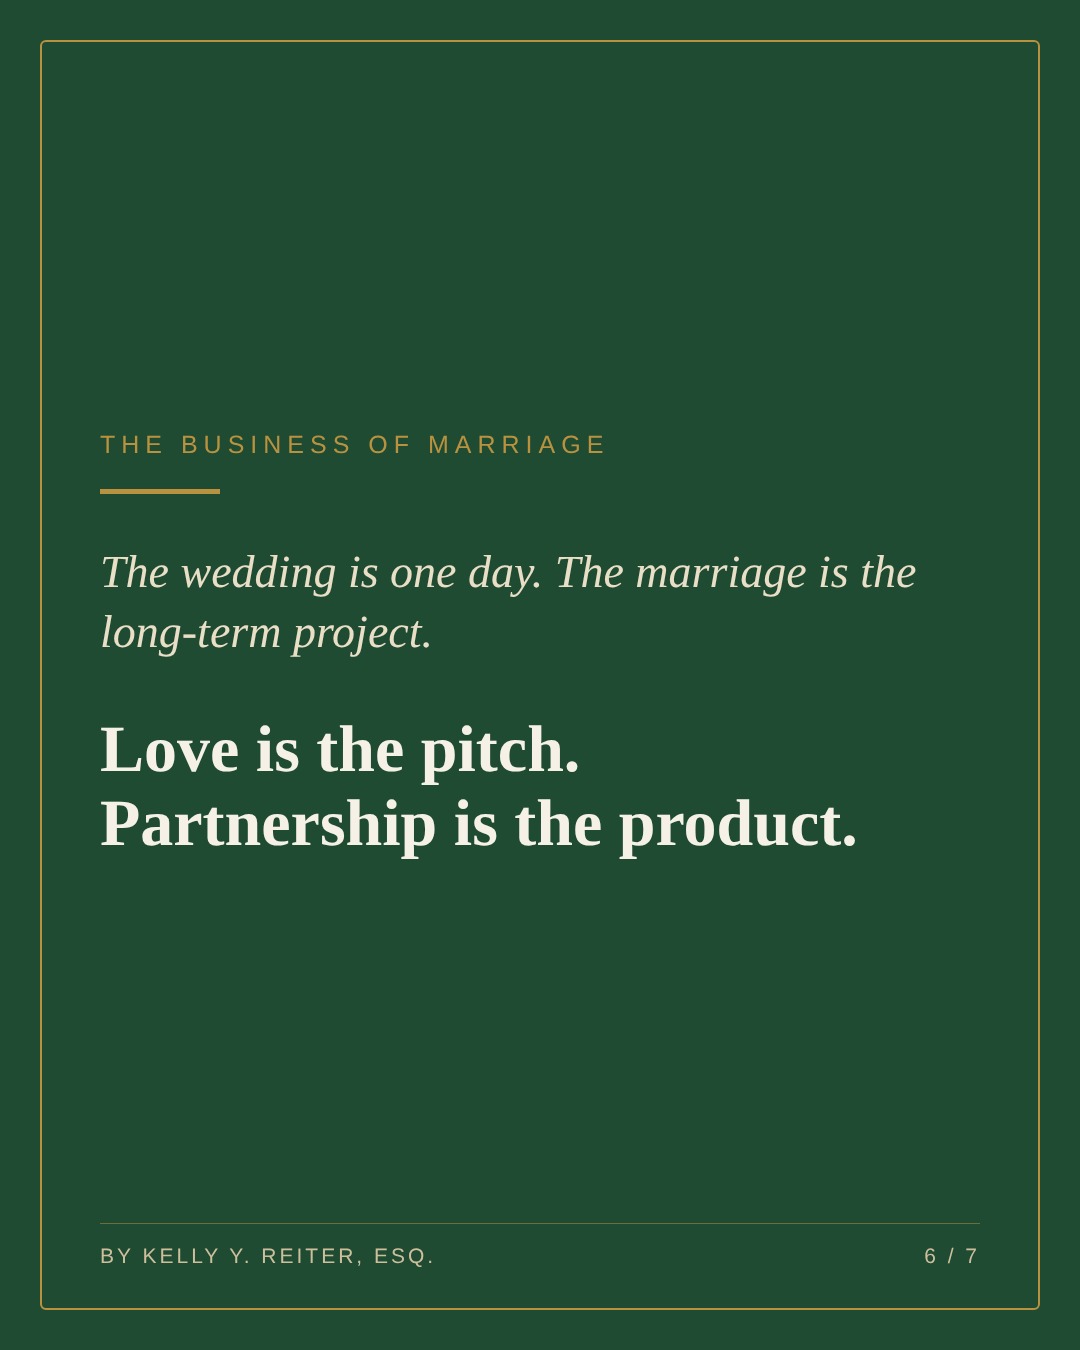 THE BUSINESS OF MARRIAGE
The wedding is one day. The marriage is the
long-term project.
Love is the pitch.
Partnership is the product.
BY KELLY Y. REITER, ESQ.
6 / 7